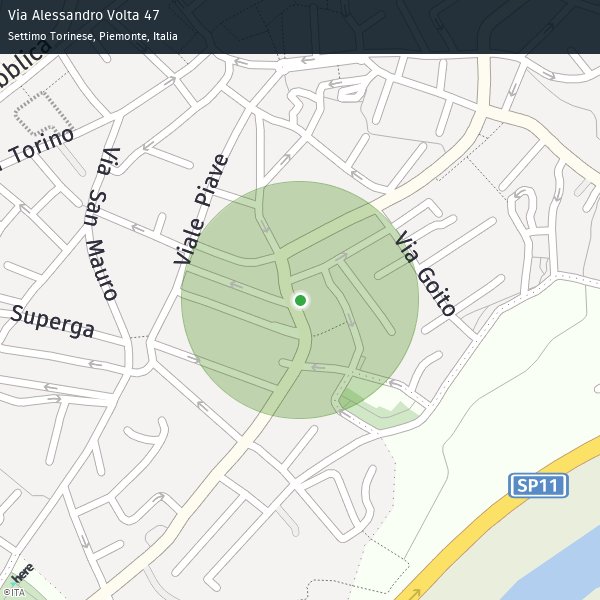 Via Alessandro Volta 47
Settimo Torinese, Piemonte, Italia
bblica
Torino
Via San Mauro
Viale Piave
Via Goito
Superga
SP11
here
©ITA